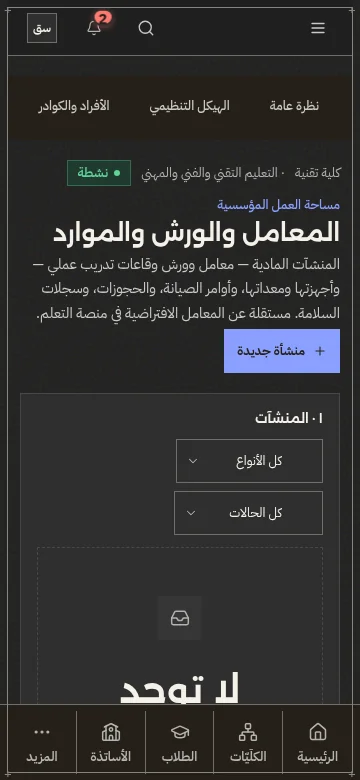 سق
2
نظرة عامة
الهيكل التنظيمي
الأفراد والكوادر
كلية تقنية · التعليم التقني والفني والمهني
نشطة
مساحة العمل المؤسسية
المعامل والورش والموارد
المنشآت المادية — معامل وورش وقاعات تدريب عملي —
وأجهزتها ومعداتها، وأوامر الصيانة، والحجوزات، وسجلات
السلامة. مستقلة عن المعامل الافتراضية في منصة التعلم.
+ منشأة جديدة
٠١ · المنشآت
كل الأنواع
كل الحالات
لا توجد
الرئيسية
الكليّات
الطلاب
الأساتذة
المزيد